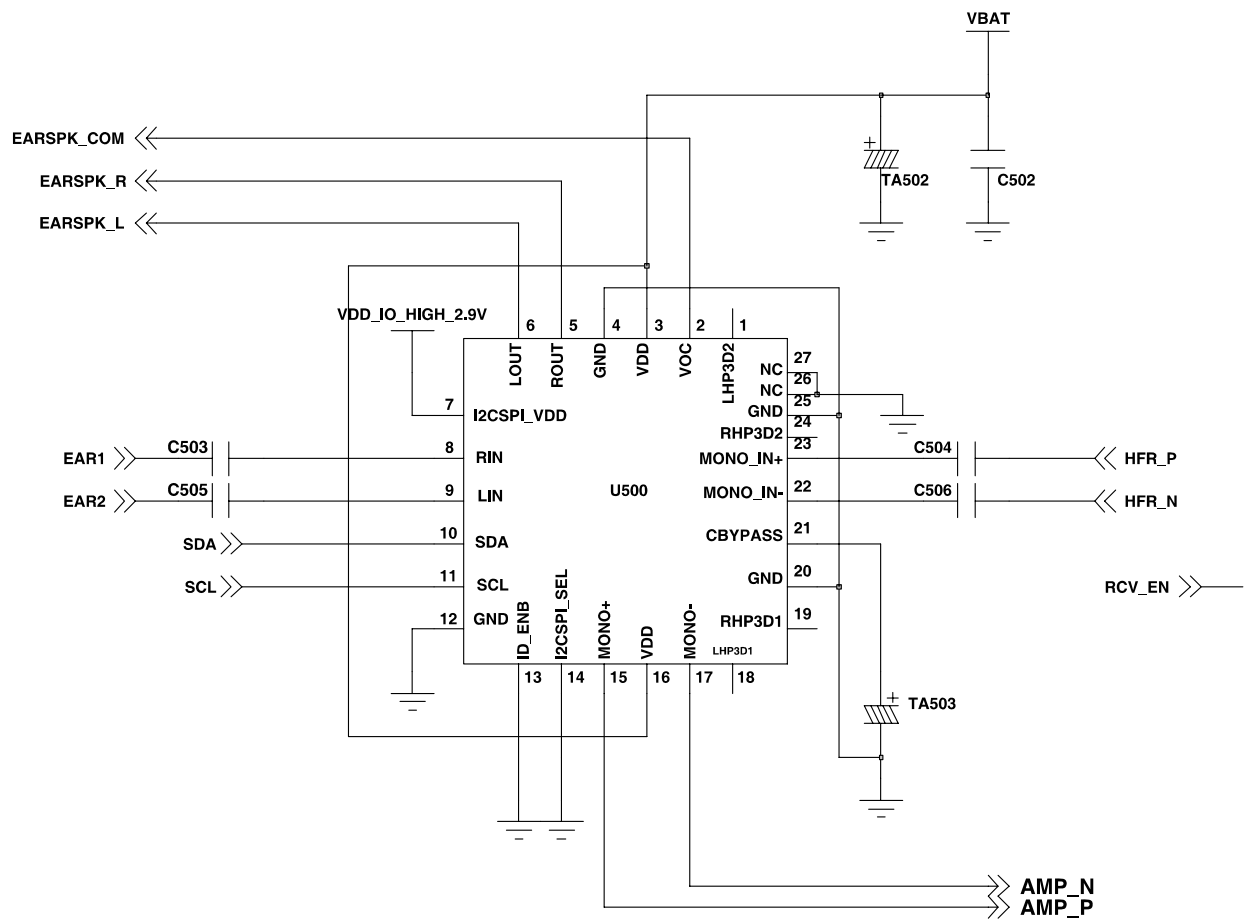 VBAT
EARSPK_COM
+
EARSPK_R
TA502
C502
EARSPK_L
VDD_IO_HIGH_2.9V
6
5
4
3
2
1
LOUT
ROUT
GND
VDD
VOC
LHP3D2
27
NC
26
NC
25
GND
24
RHP3D2
23
7
I2CSPI_VDD
EAR1
C503
8
RIN
MONO_IN+
C504
HFR_P
EAR2
C505
9
LIN
U500
MONO_IN-
22
C506
HFR_N
SDA
10
SDA
CBYPASS
21
SCL
11
SCL
GND
20
RCV_EN
12
GND
RHP3D1
19
ID_ENB
I2CSPI_SEL
MONO+
VDD
MONO-
LHP3D1
13
14
15
16
17
18
+
TA503
AMP_N
AMP_P